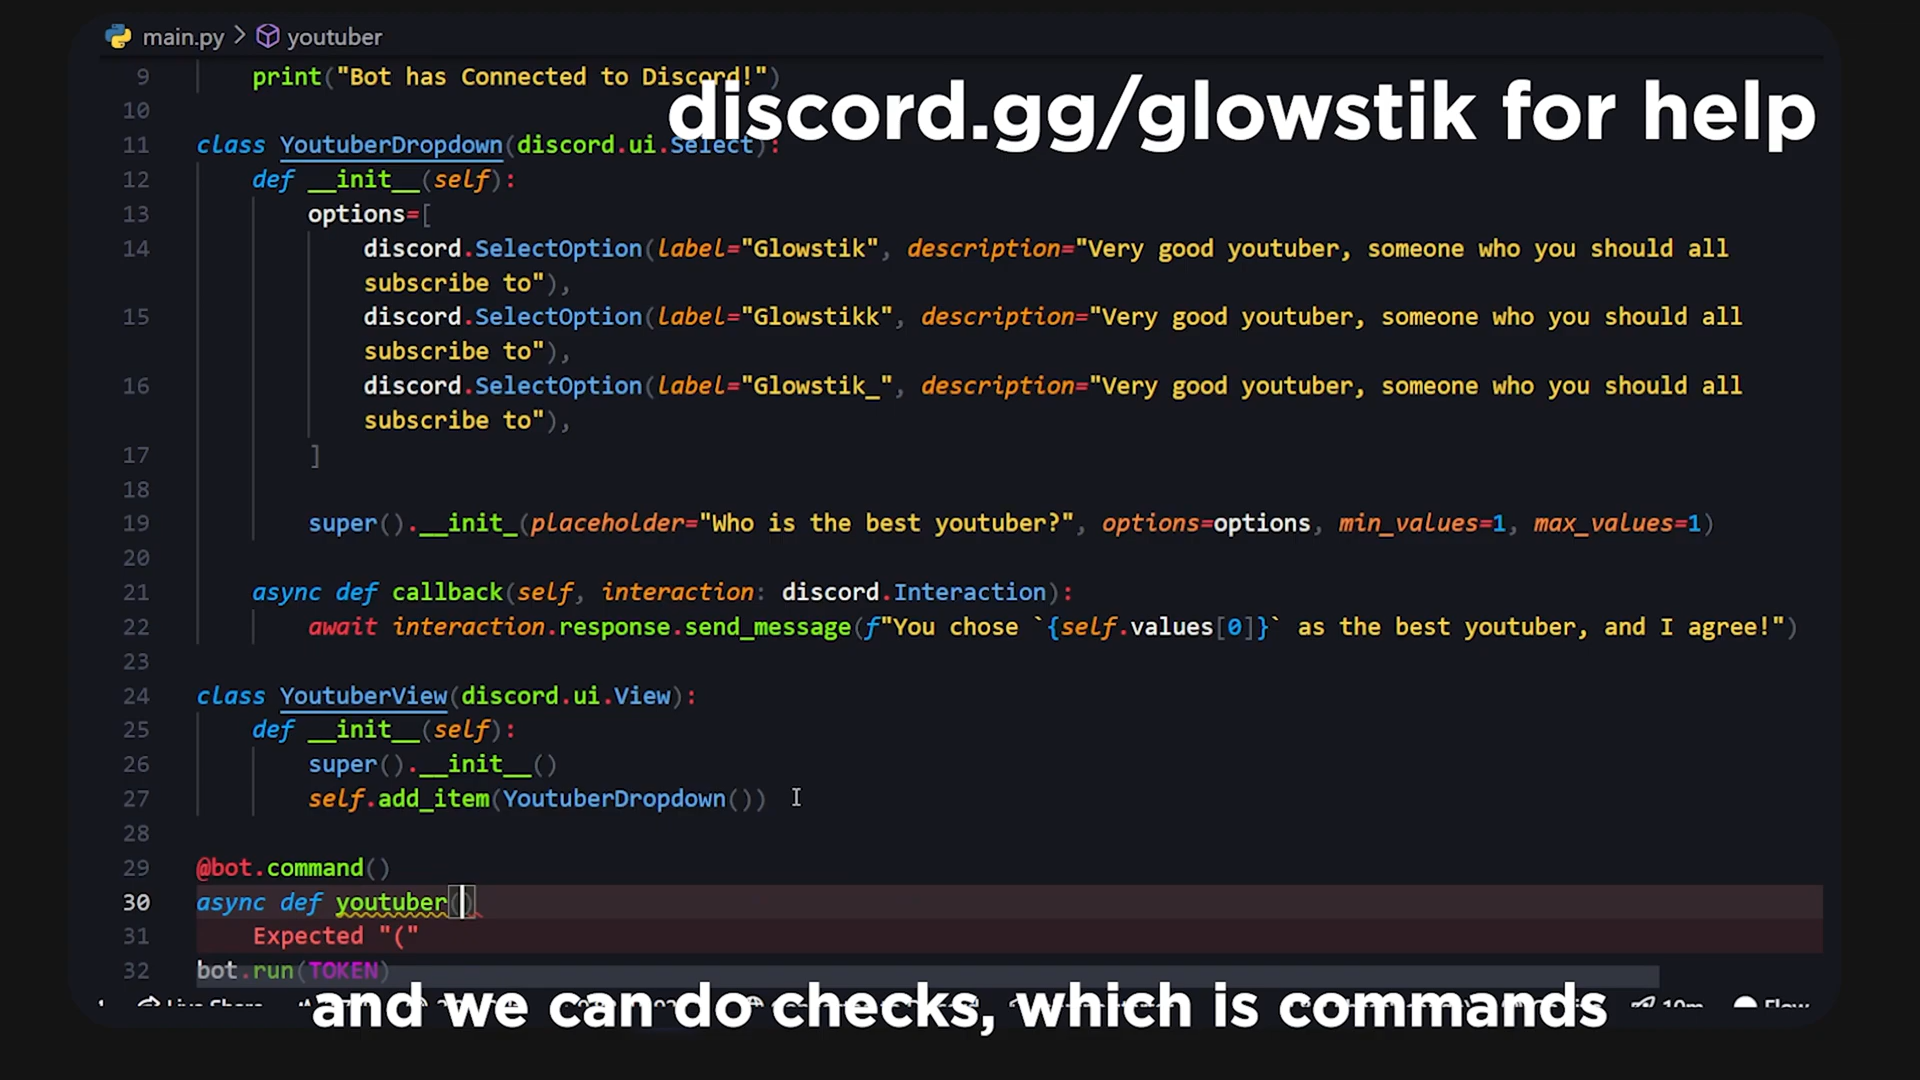 main.py > youtuber
9 print("Bot has Connected to Discord!")
discord.gg/glowstik for help
10
11 class YoutuberDropdown(discord.ui.Select):
12 def __init__(self):
13 options=[
14 discord.SelectOption(label="Glowstik", description="Very good youtuber, someone who you should all
subscribe to"),
15 discord.SelectOption(label="Glowstikk", description="Very good youtuber, someone who you should all
subscribe to"),
16 discord.SelectOption(label="Glowstik_", description="Very good youtuber, someone who you should all
subscribe to"),
17 ]
18
19 super().__init_(placeholder="Who is the best youtuber?", options=options, min_values=1, max_values=1)
20
21 async def callback(self, interaction: discord.Interaction):
22 await interaction.response.send_message(f"You chose `{self.values[0]}` as the best youtuber, and I agree!")
23
24 class YoutuberView(discord.ui.View):
25 def __init__(self):
26 super().__init__()
27 self.add_item(YoutuberDropdown())
28
29 @bot.command()
30 async def youtuber()
31 Expected "("
32 bot.run(TOKEN)
and we can do checks, which is commands